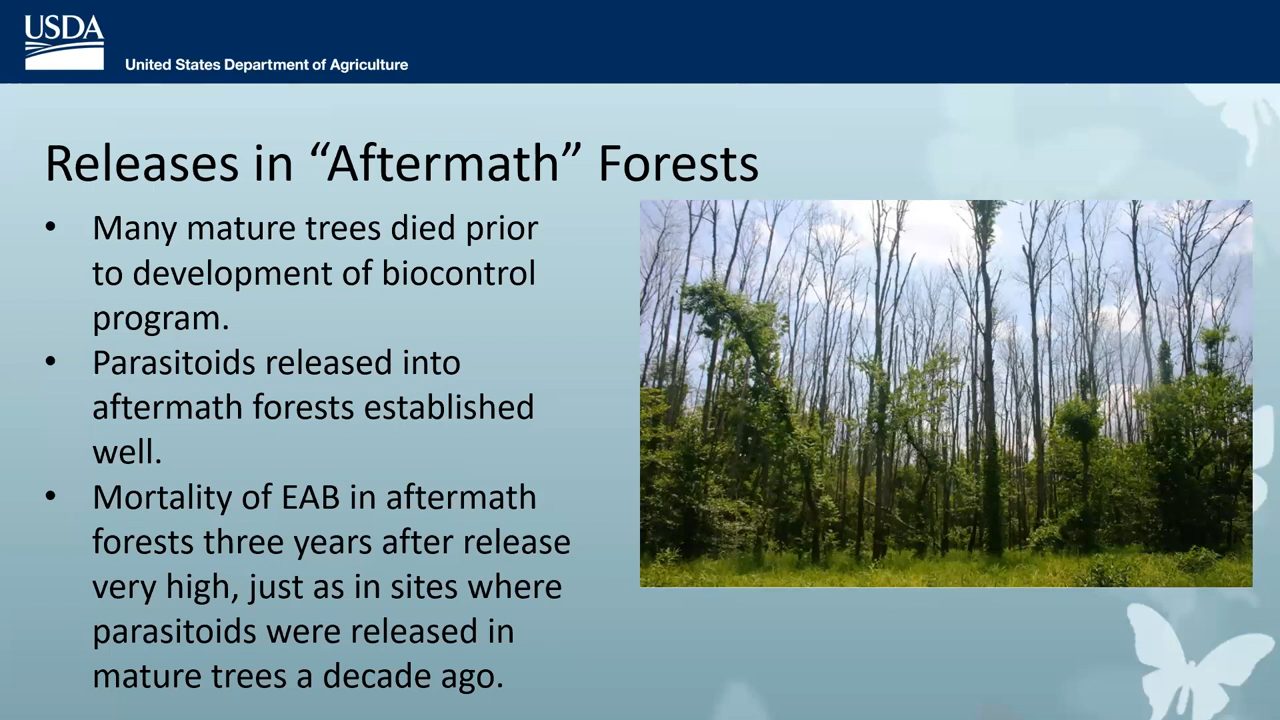 USDA
United States Department of Agriculture
Releases in “Aftermath” Forests
• Many mature trees died prior
to development of biocontrol
program.
• Parasitoids released into
aftermath forests established
well.
• Mortality of EAB in aftermath
forests three years after release
very high, just as in sites where
parasitoids were released in
mature trees a decade ago.